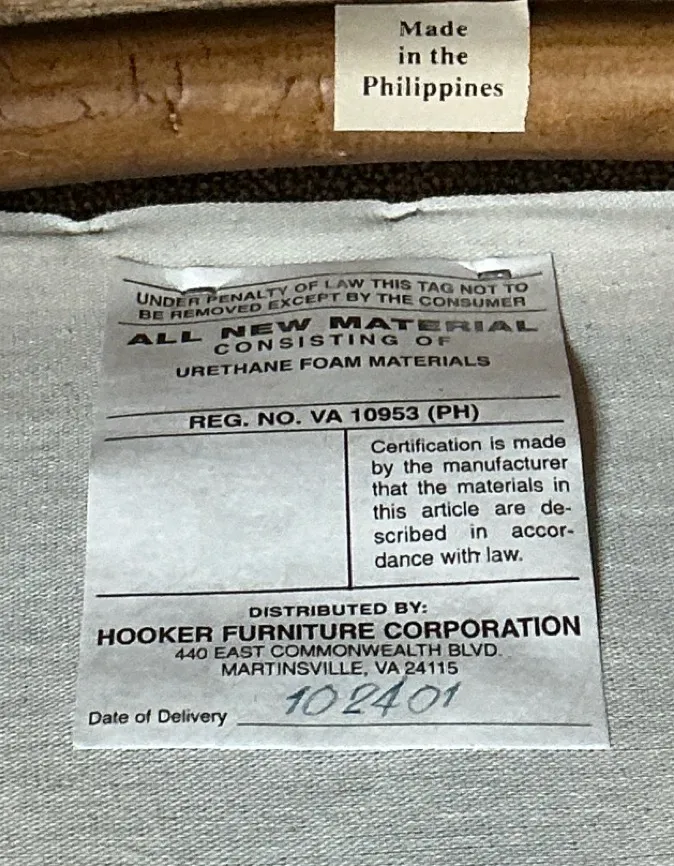 Made
in the
Philippines
UNDER PENALTY OF LAW THIS TAG NOT TO
BE REMOVED EXCEPT BY THE CONSUMER
ALL NEW MATERIAL
CONSISTING OF
URETHANE FOAM MATERIALS
REG. NO. VA 10953 (PH)
Certification is made
by the manufacturer
that the materials in
this article are de-
scribed in accor-
dance with law.
DISTRIBUTED BY:
HOOKER FURNITURE CORPORATION
440 EAST COMMONWEALTH BLVD.
MARTINSVILLE, VA 24115
Date of Delivery 102401